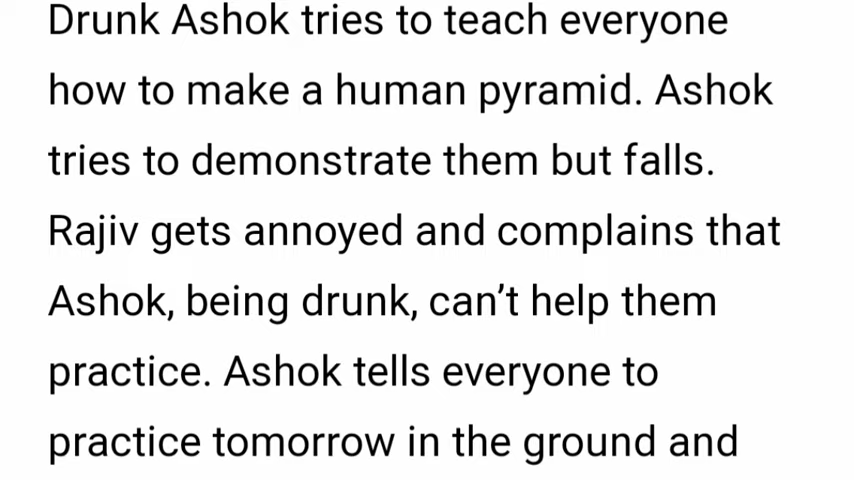 Drunk Ashok tries to teach everyone
how to make a human pyramid. Ashok
tries to demonstrate them but falls.
Rajiv gets annoyed and complains that
Ashok, being drunk, can’t help them
practice. Ashok tells everyone to
practice tomorrow in the ground and